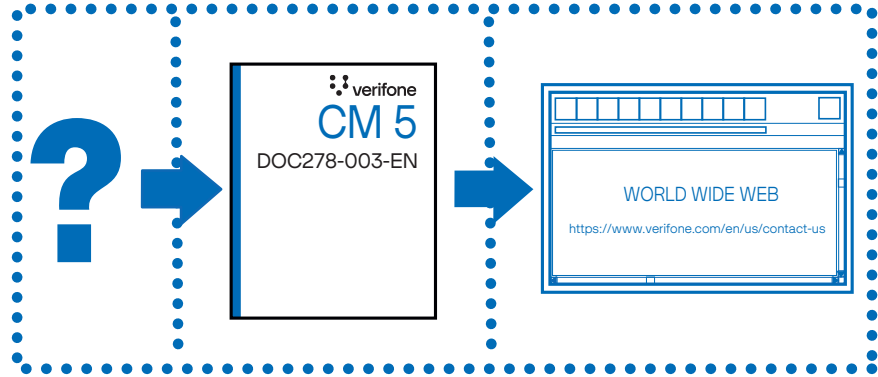 ?
verifone
CM 5
DOC278-003-EN
WORLD WIDE WEB
https://www.verifone.com/en/us/contact-us